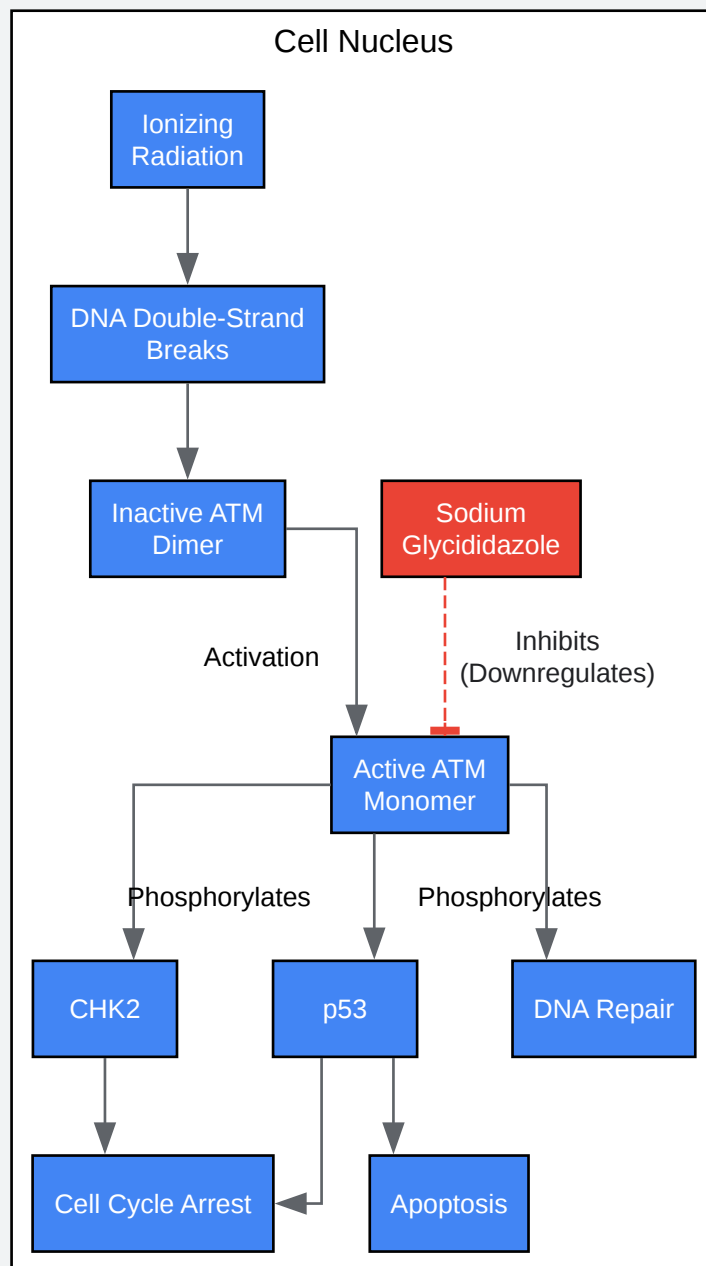 Cell Nucleus
Ionizing
Radiation
DNA Double-Strand
Breaks
Inactive ATM
Dimer
Sodium
Glycididazole
Activation
Inhibits
(Downregulates)
Active ATM
Monomer
Phosphorylates
Phosphorylates
CHK2
p53
DNA Repair
Cell Cycle Arrest
Apoptosis